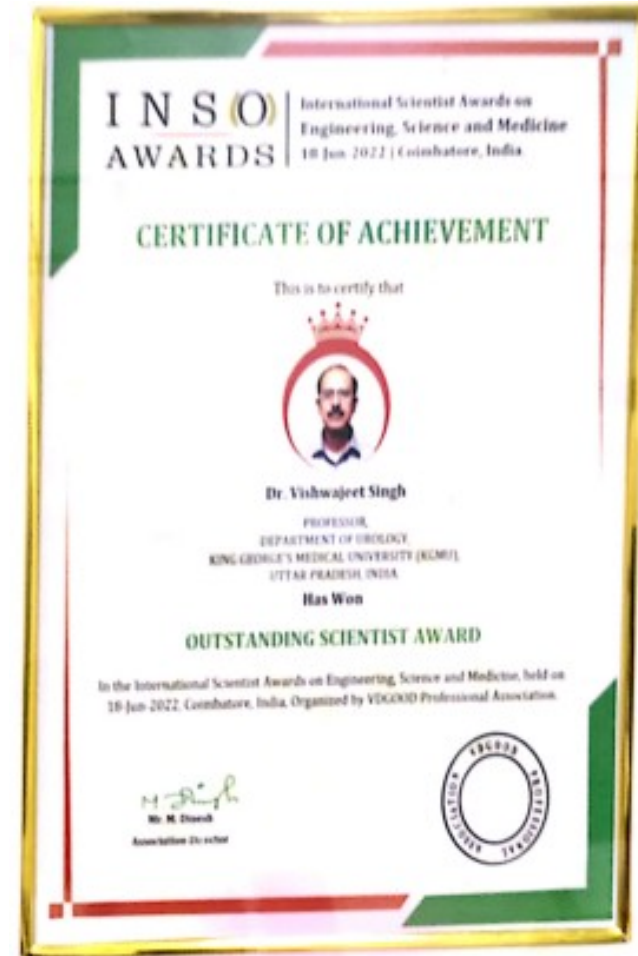 INSO
AWARDS
International Scientist Awards on
Engineering, Science and Medicine
18-Jun-2022 | Coimbatore, India
CERTIFICATE OF ACHIEVEMENT
This is to certify that
Dr. Vishwajeet Singh
PROFESSOR,
DEPARTMENT OF UROLOGY,
KING GEORGE'S MEDICAL UNIVERSITY (KGMU),
UTTAR PRADESH, INDIA
Has Won
OUTSTANDING SCIENTIST AWARD
In the International Scientist Awards on Engineering, Science and Medicine, held on
18-Jun-2022, Coimbatore, India, Organized by VDGOOD Professional Association.
Mr. M. Dinesh
Association Director
VDGOOD PROFESSIONAL ASSOCIATION